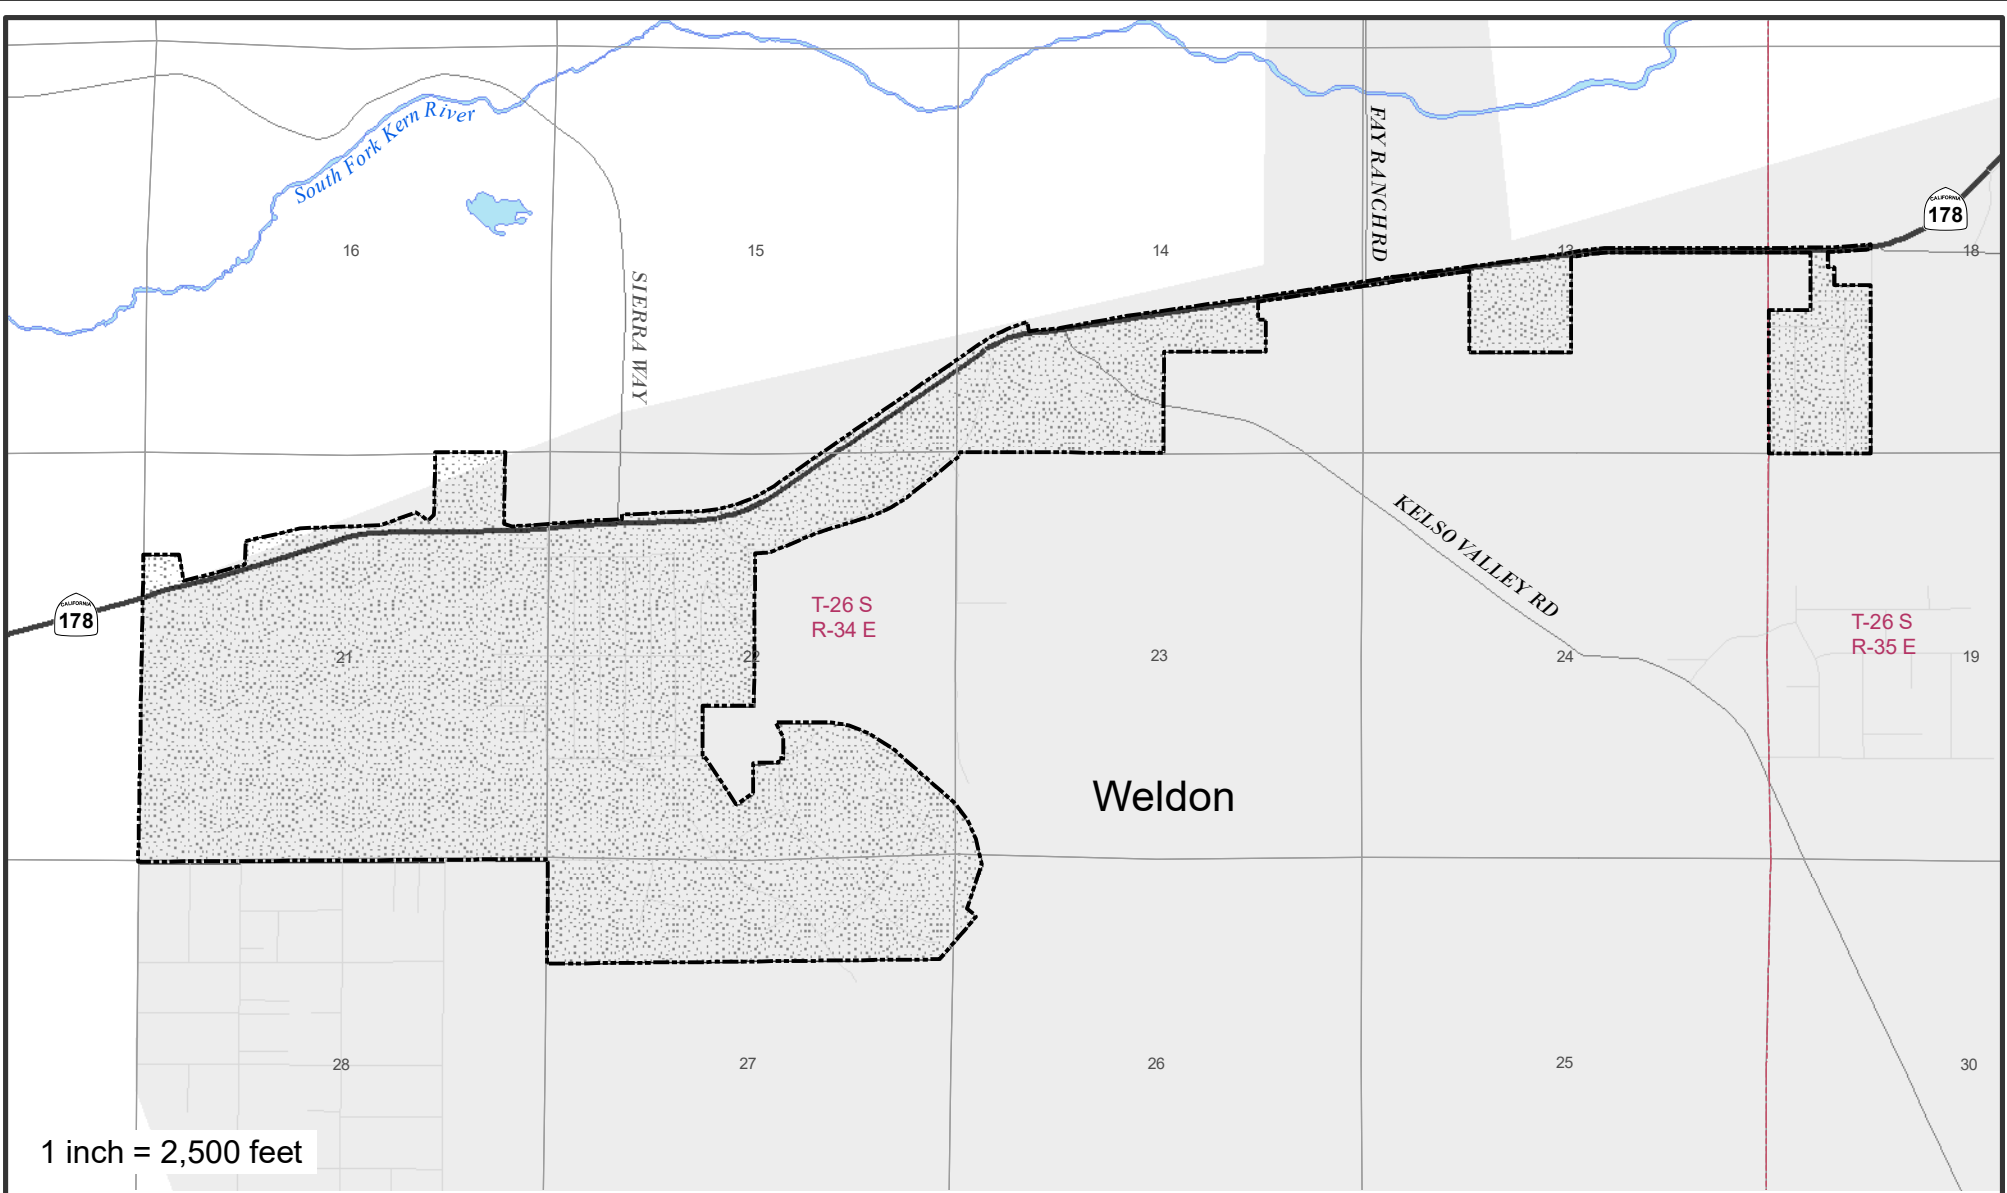 South Fork Kern River
FAY RANCH RD
CALIFORNIA
178
16
15
14
13
18
SIERRA WAY
KELSO VALLEY RD
CALIFORNIA
178
T-26 S
R-34 E
T-26 S
R-35 E
21
22
23
24
19
Weldon
28
27
26
25
30
1 inch = 2,500 feet